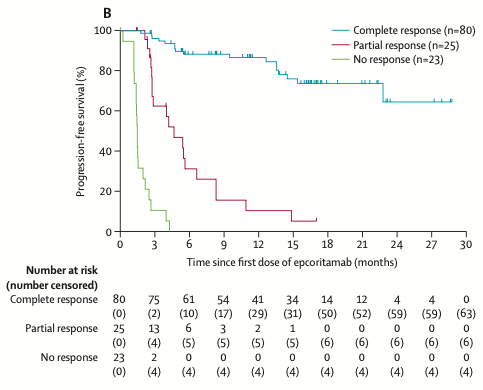 B
Complete response (n=80)
Partial response (n=25)
No response (n=23)
Progression-free survival (%)
100
80
60
40
20
0
0 3 6 9 12 15 18 21 24 27 30
Time since first dose of epcoritamab (months)
Number at risk
(number censored)
Complete response 80 75 61 54 41 34 14 12 4 4 0
(0) (2) (10) (17) (29) (31) (50) (52) (59) (59) (63)
Partial response 25 13 6 3 2 1 0 0 0 0 0
(0) (4) (5) (5) (5) (5) (6) (6) (6) (6) (6)
No response 23 2 0 0 0 0 0 0 0 0 0
(0) (4) (4) (4) (4) (4) (4) (4) (4) (4) (4)